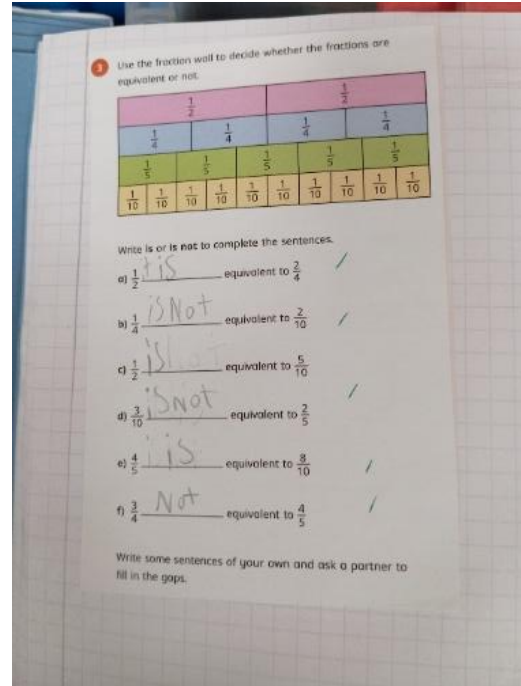 3 Use the fraction wall to decide whether the fractions are
equivalent or not.
1/2 1/2
1/4 1/4 1/4 1/4
1/5 1/5 1/5 1/5 1/5
1/10 1/10 1/10 1/10 1/10 1/10 1/10 1/10 1/10 1/10
Write is or is not to complete the sentences.
a) 1/2 is equivalent to 2/4
b) 1/4 is Not equivalent to 2/10
c) 1/2 is equivalent to 5/10
d) 3/10 is Not equivalent to 2/5
e) 4/5 is equivalent to 8/10
f) 3/4 Not equivalent to 4/5
Write some sentences of your own and ask a partner to
fill in the gaps.